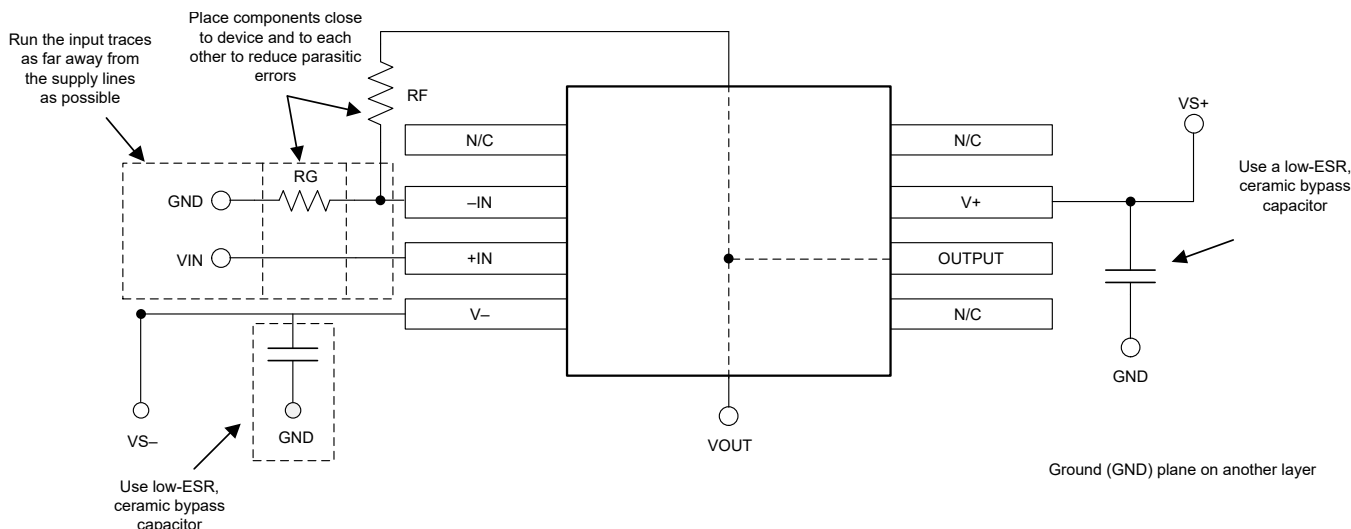 Place components close
to device and to each
other to reduce parasitic
errors
Run the input traces
as far away from
the supply lines
as possible
RF
VS+
N/C
N/C
Use a low-ESR,
ceramic bypass
capacitor
RG
GND
–IN
V+
VIN
+IN
OUTPUT
V–
N/C
GND
VS–
GND
VOUT
Ground (GND) plane on another layer
Use low-ESR,
ceramic bypass
capacitor